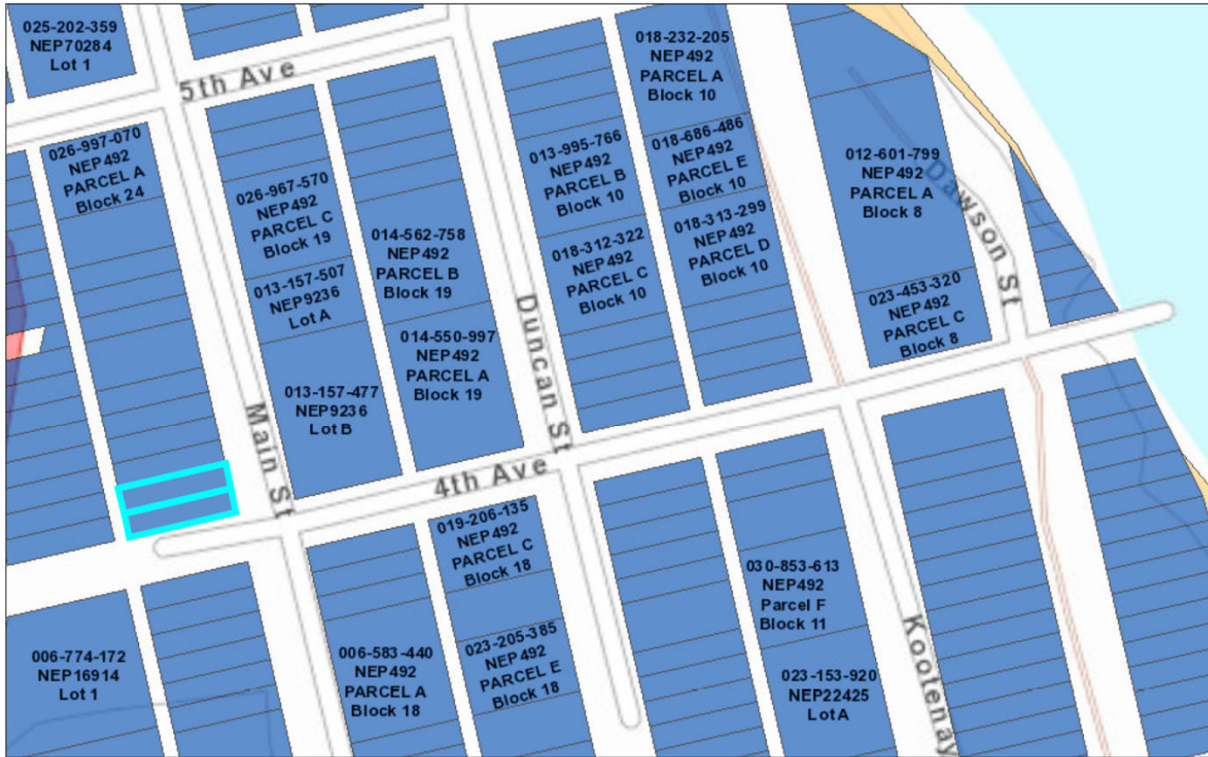 025-202-359
NEP70284
Lot 1
5th Ave
026-997-070
NEP492
PARCEL A
Block 24
026-967-570
NEP492
PARCEL C
Block 19
013-157-507
NEP9236
Lot A
013-157-477
NEP9236
Lot B
014-562-758
NEP492
PARCEL B
Block 19
014-550-997
NEP492
PARCEL A
Block 19
Main St
Duncan St
013-995-766
NEP492
PARCEL B
Block 10
018-312-322
NEP492
PARCEL C
Block 10
018-232-205
NEP492
PARCEL A
Block 10
018-686-486
NEP492
PARCEL E
Block 10
018-313-299
NEP492
PARCEL D
Block 10
012-601-799
NEP492
PARCEL A
Block 8
023-453-320
NEP492
PARCEL C
Block 8
Dawson St
4th Ave
006-774-172
NEP16914
Lot 1
006-583-440
NEP492
PARCEL A
Block 18
019-206-135
NEP492
PARCEL C
Block 18
023-205-385
NEP492
PARCEL E
Block 18
030-853-613
NEP492
Parcel F
Block 11
023-153-920
NEP22425
Lot A
Kootenay